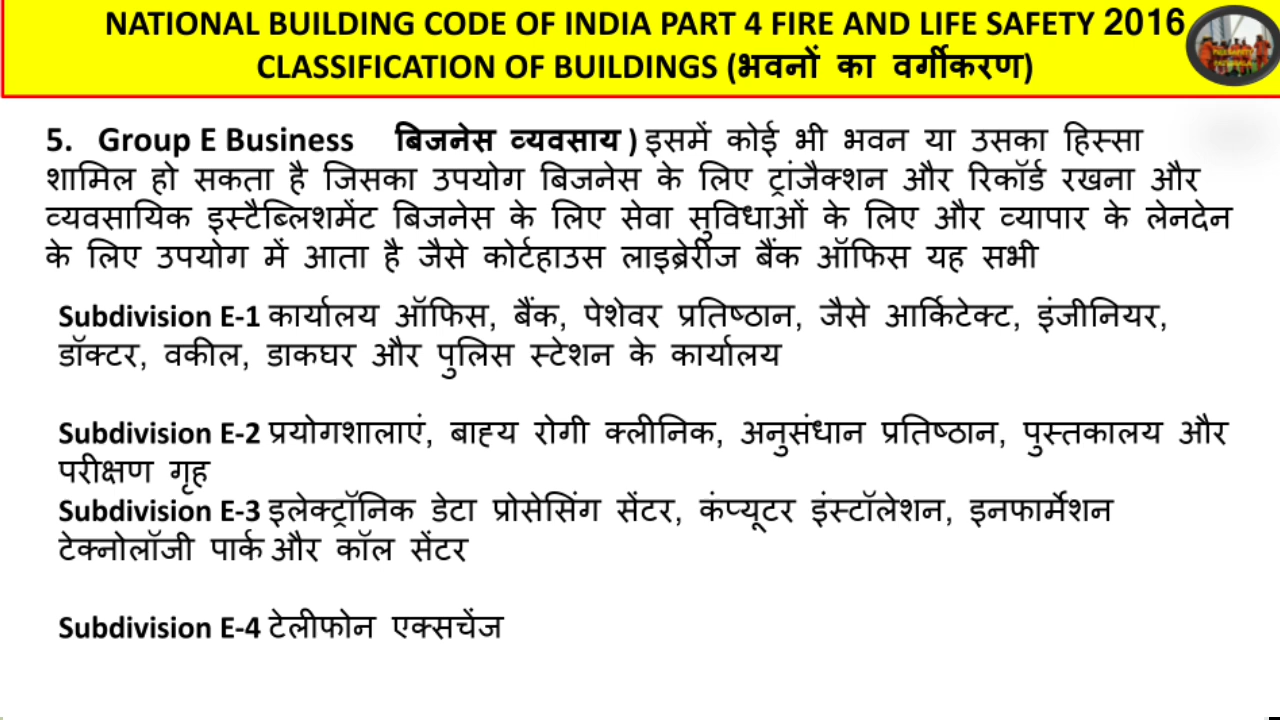 NATIONAL BUILDING CODE OF INDIA PART 4 FIRE AND LIFE SAFETY 2016
CLASSIFICATION OF BUILDINGS (भवनों का वर्गीकरण)
5. Group E Business बिजनेस व्यवसाय ) इसमें कोई भी भवन या उसका हिस्सा
शामिल हो सकता है जिसका उपयोग बिजनेस के लिए ट्रांजैक्शन और रिकॉर्ड रखना और
व्यवसायिक इस्टैब्लिशमेंट बिजनेस के लिए सेवा सुविधाओं के लिए और व्यापार के लेनदेन
के लिए उपयोग में आता है जैसे कोर्टहाउस लाइब्रेरीज बैंक ऑफिस यह सभी
Subdivision E-1 कार्यालय ऑफिस, बैंक, पेशेवर प्रतिष्ठान, जैसे आर्किटेक्ट, इंजीनियर,
डॉक्टर, वकील, डाकघर और पुलिस स्टेशन के कार्यालय
Subdivision E-2 प्रयोगशालाएं, बाह्य रोगी क्लीनिक, अनुसंधान प्रतिष्ठान, पुस्तकालय और
परीक्षण गृह
Subdivision E-3 इलेक्ट्रॉनिक डेटा प्रोसेसिंग सेंटर, कंप्यूटर इंस्टॉलेशन, इनफार्मेशन
टेक्नोलॉजी पार्क और कॉल सेंटर
Subdivision E-4 टेलीफोन एक्सचेंज